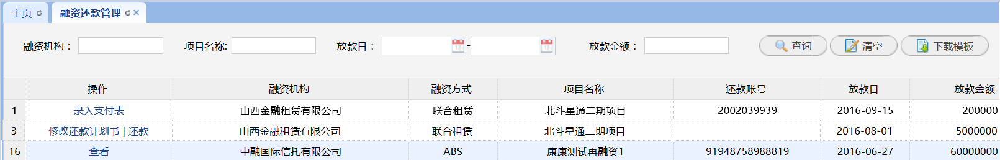 主页 融资还款管理
融资机构： 项目名称: 放款日： - 放款金额： 查询 清空 下载模板
操作 融资机构 融资方式 项目名称 还款账号 放款日 放款金额
1 录入支付表 山西金融租赁有限公司 联合租赁 北斗星通二期项目 2002039939 2016-09-15 200000
3 修改还款计划书 | 还款 山西金融租赁有限公司 联合租赁 北斗星通二期项目 2016-08-01 5000000
16 查看 中融国际信托有限公司 ABS 康康测试再融资1 91948758988819 2016-06-27 60000000